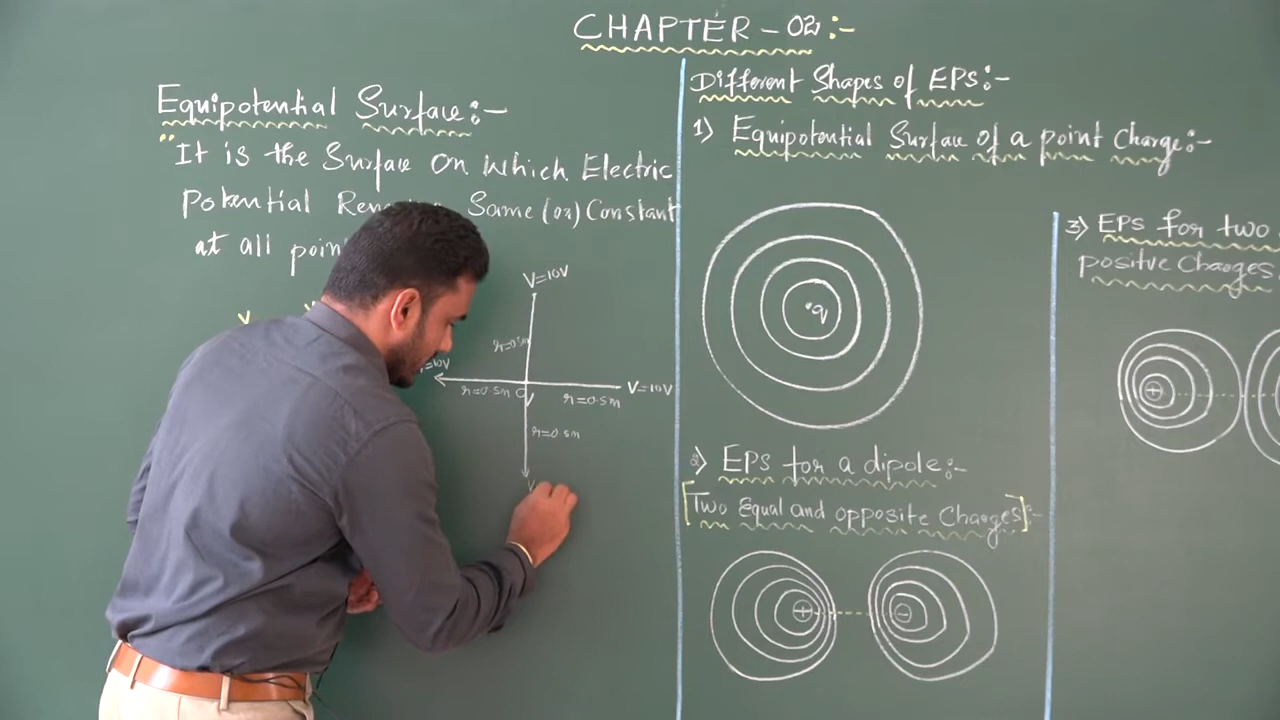 CHAPTER - 02:-
Equipotential Surface:-
"It is the Surface On Which Electric
Potential Same (or) Constant
at all
V
V=10V
r=0.5m
=10V
r=0.5m
V=10V
r=0.5m
r=0.5m
V
Different Shapes of EPS:-
1) Equipotential Surface of a point Charge:-
q
2) EPS for a dipole:-
[Two Equal and opposite Charges]:-
+ -
3) EPS for two
positive Charges
+